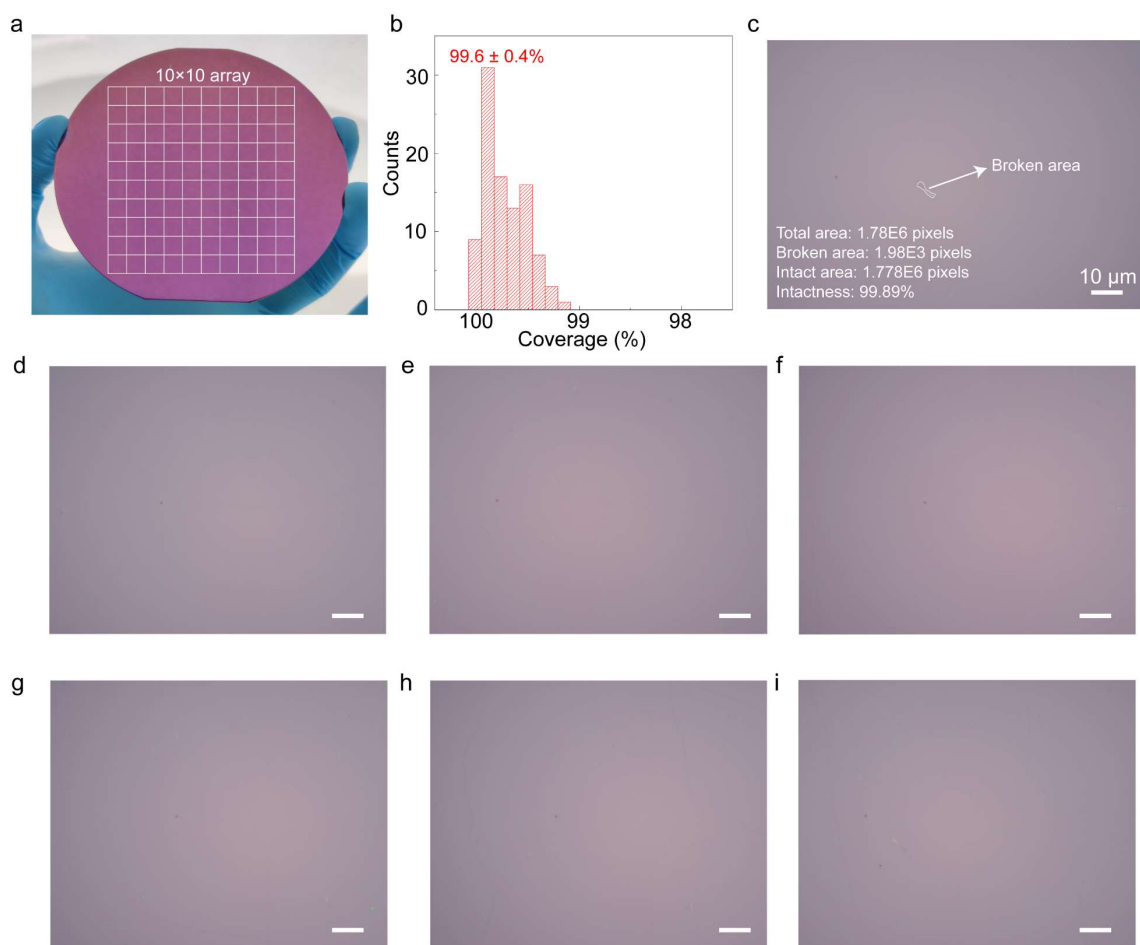 a
10×10 array
b
99.6 ± 0.4%
30
20
10
0
Counts
100
99
98
Coverage (%)
c
Broken area
Total area: 1.78E6 pixels
Broken area: 1.98E3 pixels
Intact area: 1.778E6 pixels
Intactness: 99.89%
10 μm
d
e
f
g
h
i